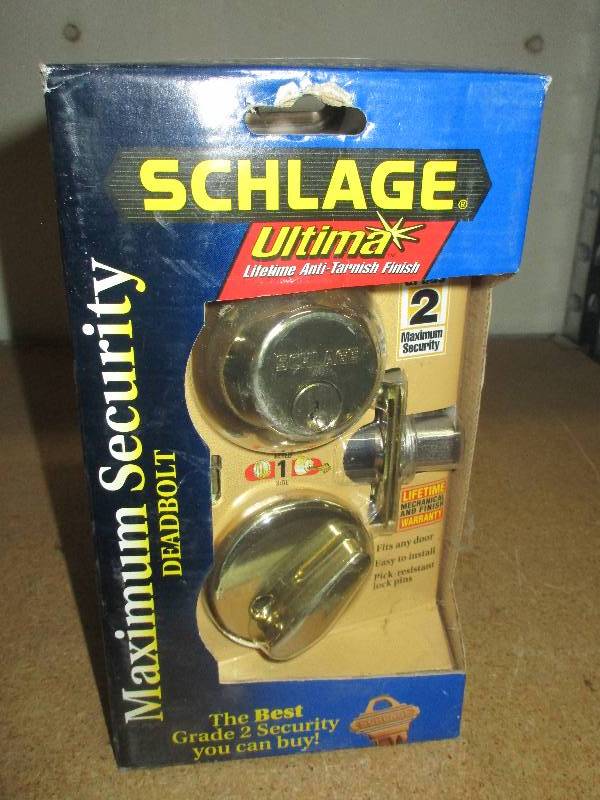 SCHLAGE®
Ultima
Lifetime Anti-Tarnish Finish
Maximum Security
DEADBOLT
2
Maximum
Security
SCHLAGE
1
LIFETIME
MECHANICAL
AND FINISH
WARRANTY
Fits any door
Easy to install
Pick-resistant
lock pins
The Best
Grade 2 Security
you can buy!